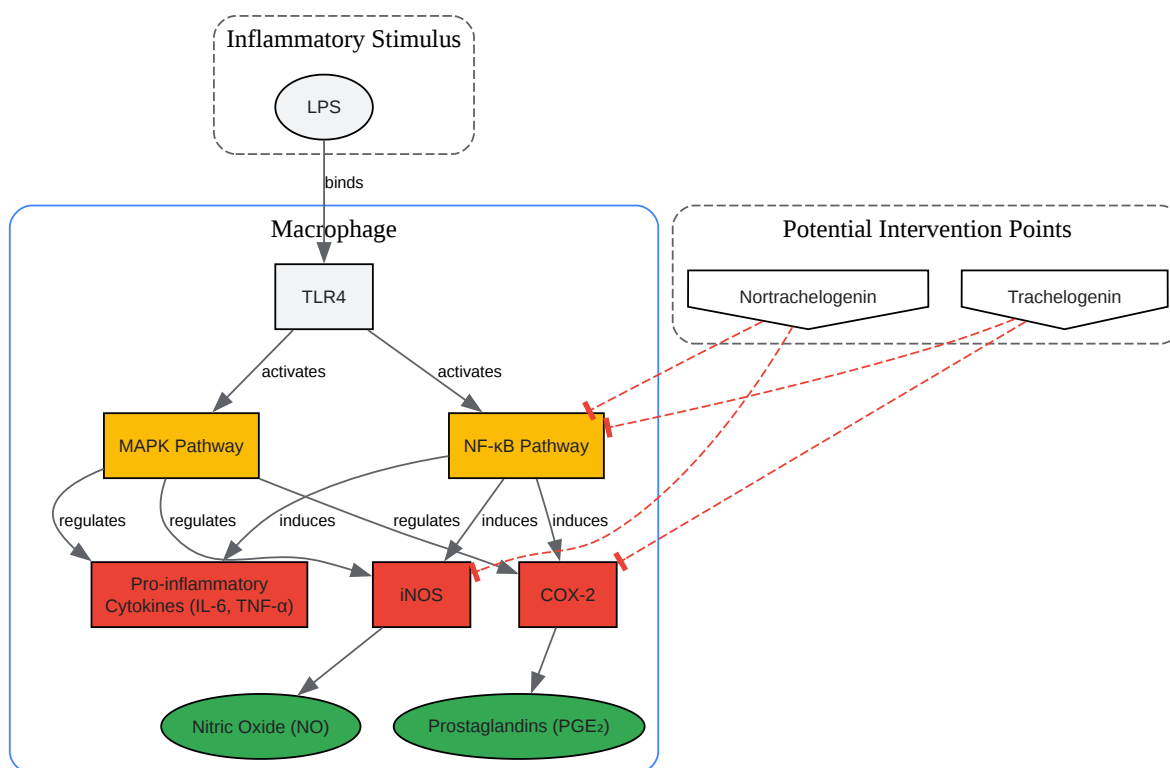 Inflammatory Stimulus
LPS
binds
Macrophage
Potential Intervention Points
TLR4
Nortrachelogenin
Trachelogenin
activates
activates
MAPK Pathway
NF-κB Pathway
regulates
regulates
induces
regulates
induces
induces
Pro-inflammatory
Cytokines (IL-6, TNF-α)
iNOS
COX-2
Nitric Oxide (NO)
Prostaglandins (PGE₂)